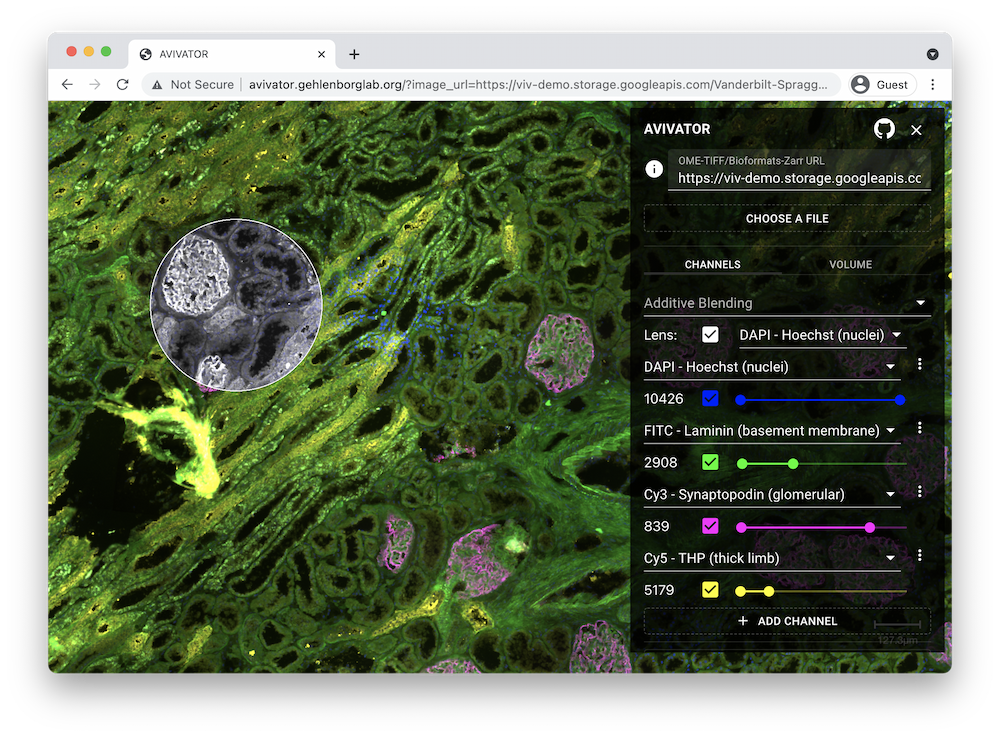 AVIVATOR
Not Secure | avivator.gehlenborglab.org/?image_url=https://viv-demo.storage.googleapis.com/Vanderbilt-Spragg...
Guest
AVIVATOR
OME-TIFF/Bioformats-Zarr URL
https://viv-demo.storage.googleapis.cc
CHOOSE A FILE
CHANNELS VOLUME
Additive Blending
Lens: DAPI - Hoechst (nuclei)
DAPI - Hoechst (nuclei)
10426
FITC - Laminin (basement membrane)
2908
Cy3 - Synaptopodin (glomerular)
839
Cy5 - THP (thick limb)
5179
+ ADD CHANNEL